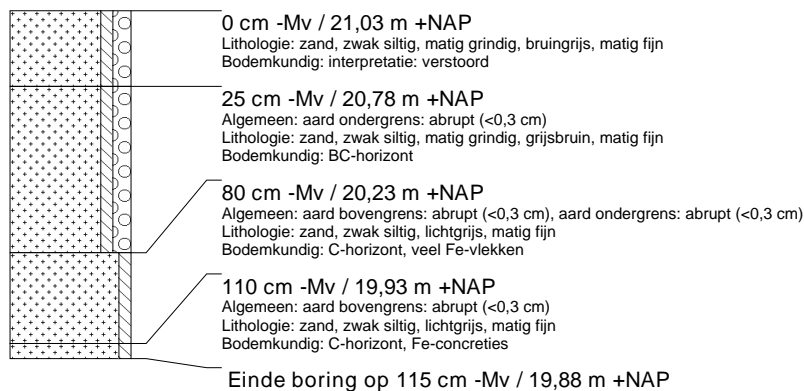 0 cm -Mv / 21,03 m +NAP
Lithologie: zand, zwak siltig, matig grindig, bruingrijs, matig fijn
Bodemkundig: interpretatie: verstoord
25 cm -Mv / 20,78 m +NAP
Algemeen: aard ondergrens: abrupt (<0,3 cm)
Lithologie: zand, zwak siltig, matig grindig, grijsbruin, matig fijn
Bodemkundig: BC-horizont
80 cm -Mv / 20,23 m +NAP
Algemeen: aard bovengrens: abrupt (<0,3 cm), aard ondergrens: abrupt (<0,3 cm)
Lithologie: zand, zwak siltig, lichtgrijs, matig fijn
Bodemkundig: C-horizont, veel Fe-vlekken
110 cm -Mv / 19,93 m +NAP
Algemeen: aard bovengrens: abrupt (<0,3 cm)
Lithologie: zand, zwak siltig, lichtgrijs, matig fijn
Bodemkundig: C-horizont, Fe-concreties
Einde boring op 115 cm -Mv / 19,88 m +NAP